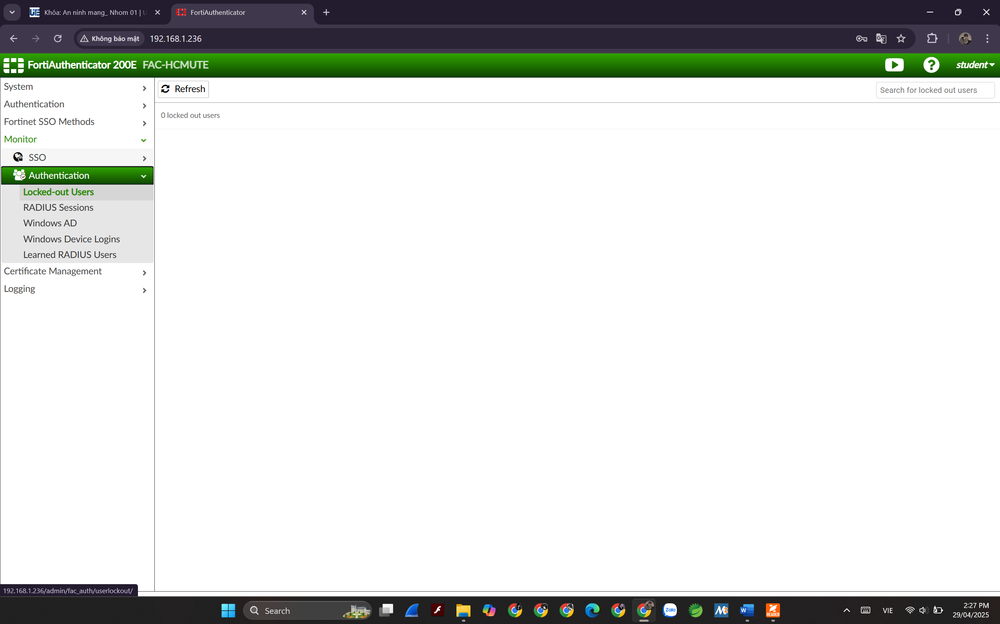 Khóa: An ninh mang_ Nhom 01 | U
FortiAuthenticator
Không bảo mật
192.168.1.236
FortiAuthenticator 200E FAC-HCMUTE
student
System
Authentication
Fortinet SSO Methods
Monitor
SSO
Authentication
Locked-out Users
RADIUS Sessions
Windows AD
Windows Device Logins
Learned RADIUS Users
Certificate Management
Logging
Refresh
Search for locked out users
0 locked out users
192.168.1.236/admin/fac_auth/userlockout/
Search
Zalo
W
READER
VIE
2:27 PM
29/04/2025